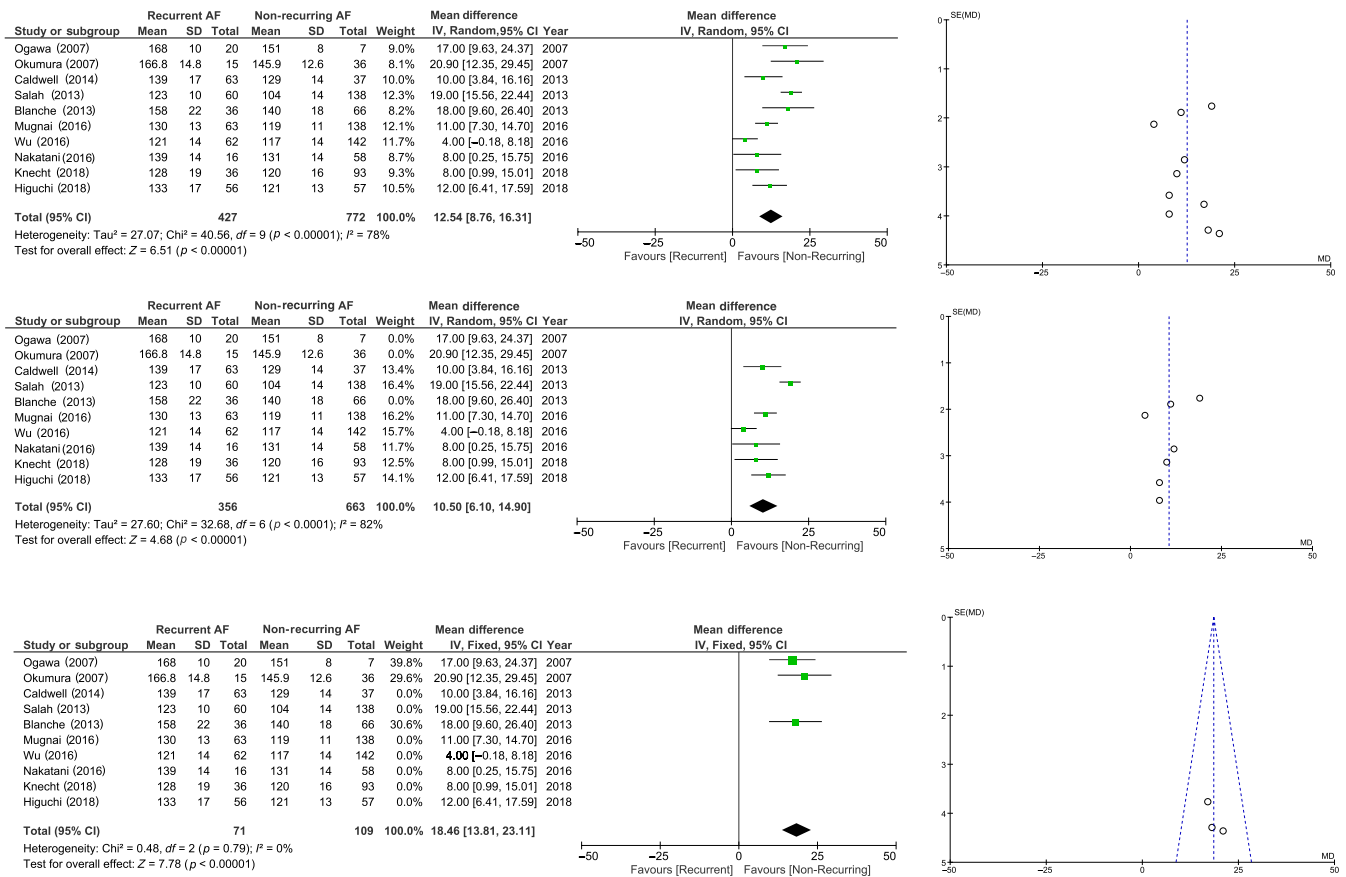 Recurrent AF Non-recurring AF Mean difference Mean difference
Study or subgroup Mean SD Total Mean SD Total Weight IV, Random,95% CI Year IV, Random,95% CI
Ogawa (2007) 168 10 20 151 8 7 9.0% 17.00 [9.63, 24.37] 2007
Okumura (2007) 166.8 14.8 15 145.9 12.6 36 8.1% 20.90 [12.35, 29.45] 2007
Caldwell (2014) 139 17 63 129 14 37 10.0% 10.00 [3.84, 16.16] 2013
Salah (2013) 123 10 60 104 14 138 12.3% 19.00 [15.56, 22.44] 2013
Blanche (2013) 158 22 36 140 18 66 8.2% 18.00 [9.60, 26.40] 2013
Mugnai (2016) 130 13 63 119 11 138 12.1% 11.00 [7.30, 14.70] 2016
Wu (2016) 121 14 62 117 14 142 11.7% 4.00 [−0.18, 8.18] 2016
Nakatani(2016) 139 14 16 131 14 58 8.7% 8.00 [0.25, 15.75] 2016
Knecht (2018) 128 19 36 120 16 93 9.5% 8.00 [0.99, 15.01] 2018
Higuchi (2018) 133 17 56 121 13 57 10.5% 12.00 [6.41, 17.59] 2018
Total (95% CI) 427 772 100.0% 12.54 [8.76, 16.31]
Heterogeneity: Tau² = 27.07; Chi² = 40.56, df = 9 (p < 0.00001); I² = 78%
Test for overall effect: Z = 6.51 (p < 0.00001)
−50 −25 0 25 50
Favours [Recurrent] Favours [Non-Recurring]
SE(MD)
0
1
2
3
4
5
MD
−50 −25 0 25 50
Recurrent AF Non-recurring AF Mean difference Mean difference
Study or subgroup Mean SD Total Mean SD Total Weight IV, Random, 95% CI Year IV, Random, 95% CI
Ogawa (2007) 168 10 20 151 8 7 0.0% 17.00 [9.63, 24.37] 2007
Okumura (2007) 166.8 14.8 15 145.9 12.6 36 0.0% 20.90 [12.35, 29.45] 2007
Caldwell (2014) 139 17 63 129 14 37 13.4% 10.00 [3.84, 16.16] 2013
Salah (2013) 123 10 60 104 14 138 16.4% 19.00 [15.56, 22.44] 2013
Blanche (2013) 158 22 36 140 18 66 0.0% 18.00 [9.60, 26.40] 2013
Mugnai (2016) 130 13 63 119 11 138 16.2% 11.00 [7.30, 14.70] 2016
Wu (2016) 121 14 62 117 14 142 15.7% 4.00 [−0.18, 8.18] 2016
Nakatani(2016) 139 14 16 131 14 58 11.7% 8.00 [0.25, 15.75] 2016
Knecht (2018) 128 19 36 120 16 93 12.5% 8.00 [0.99, 15.01] 2018
Higuchi (2018) 133 17 56 121 13 57 14.1% 12.00 [6.41, 17.59] 2018
Total (95% CI) 356 663 100.0% 10.50 [6.10, 14.90]
Heterogeneity: Tau² = 27.60; Chi² = 32.68, df = 6 (p < 0.0001); I² = 82%
Test for overall effect: Z = 4.68 (p < 0.00001)
−50 −25 0 25 50
Favours [Recurrent] Favours [Non-Recurring]
SE(MD)
0
1
2
3
4
5
MD
−50 −25 0 25 50
Recurrent AF Non-recurring AF Mean difference Mean difference
Study or subgroup Mean SD Total Mean SD Total Weight IV, Fixed, 95% CI Year IV, Fixed, 95% CI
Ogawa (2007) 168 10 20 151 8 7 39.8% 17.00 [9.63, 24.37] 2007
Okumura (2007) 166.8 14.8 15 145.9 12.6 36 29.6% 20.90 [12.35, 29.45] 2007
Caldwell (2014) 139 17 63 129 14 37 0.0% 10.00 [3.84, 16.16] 2013
Salah (2013) 123 10 60 104 14 138 0.0% 19.00 [15.56, 22.44] 2013
Blanche (2013) 158 22 36 140 18 66 30.6% 18.00 [9.60, 26.40] 2013
Mugnai (2016) 130 13 63 119 11 138 0.0% 11.00 [7.30, 14.70] 2016
Wu (2016) 121 14 62 117 14 142 0.0% 4.00 [−0.18, 8.18] 2016
Nakatani (2016) 139 14 16 131 14 58 0.0% 8.00 [0.25, 15.75] 2016
Knecht (2018) 128 19 36 120 16 93 0.0% 8.00 [0.99, 15.01] 2018
Higuchi (2018) 133 17 56 121 13 57 0.0% 12.00 [6.41, 17.59] 2018
Total (95% CI) 71 109 100.0% 18.46 [13.81, 23.11]
Heterogeneity: Chi² = 0.48, df = 2 (p = 0.79); I² = 0%
Test for overall effect: Z = 7.78 (p < 0.00001)
−50 −25 0 25 50
Favours [Recurrent] Favours [Non-Recurring]
SE(MD)
0
1
2
3
4
5
MD
−50 −25 0 25 50